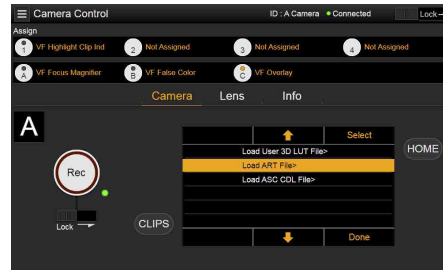 Camera Control
ID : A Camera
Connected
Lock
Assign
1 VF Highlight Clip Ind
2 Not Assigned
3 Not Assigned
4 Not Assigned
A VF Focus Magnifier
B VF False Color
C VF Overlay
Camera
Lens
Info
A
Select
Load User 3D LUT File>
Load ART File>
Load ASC CDL File>
HOME
Rec
Lock
CLIPS
Done